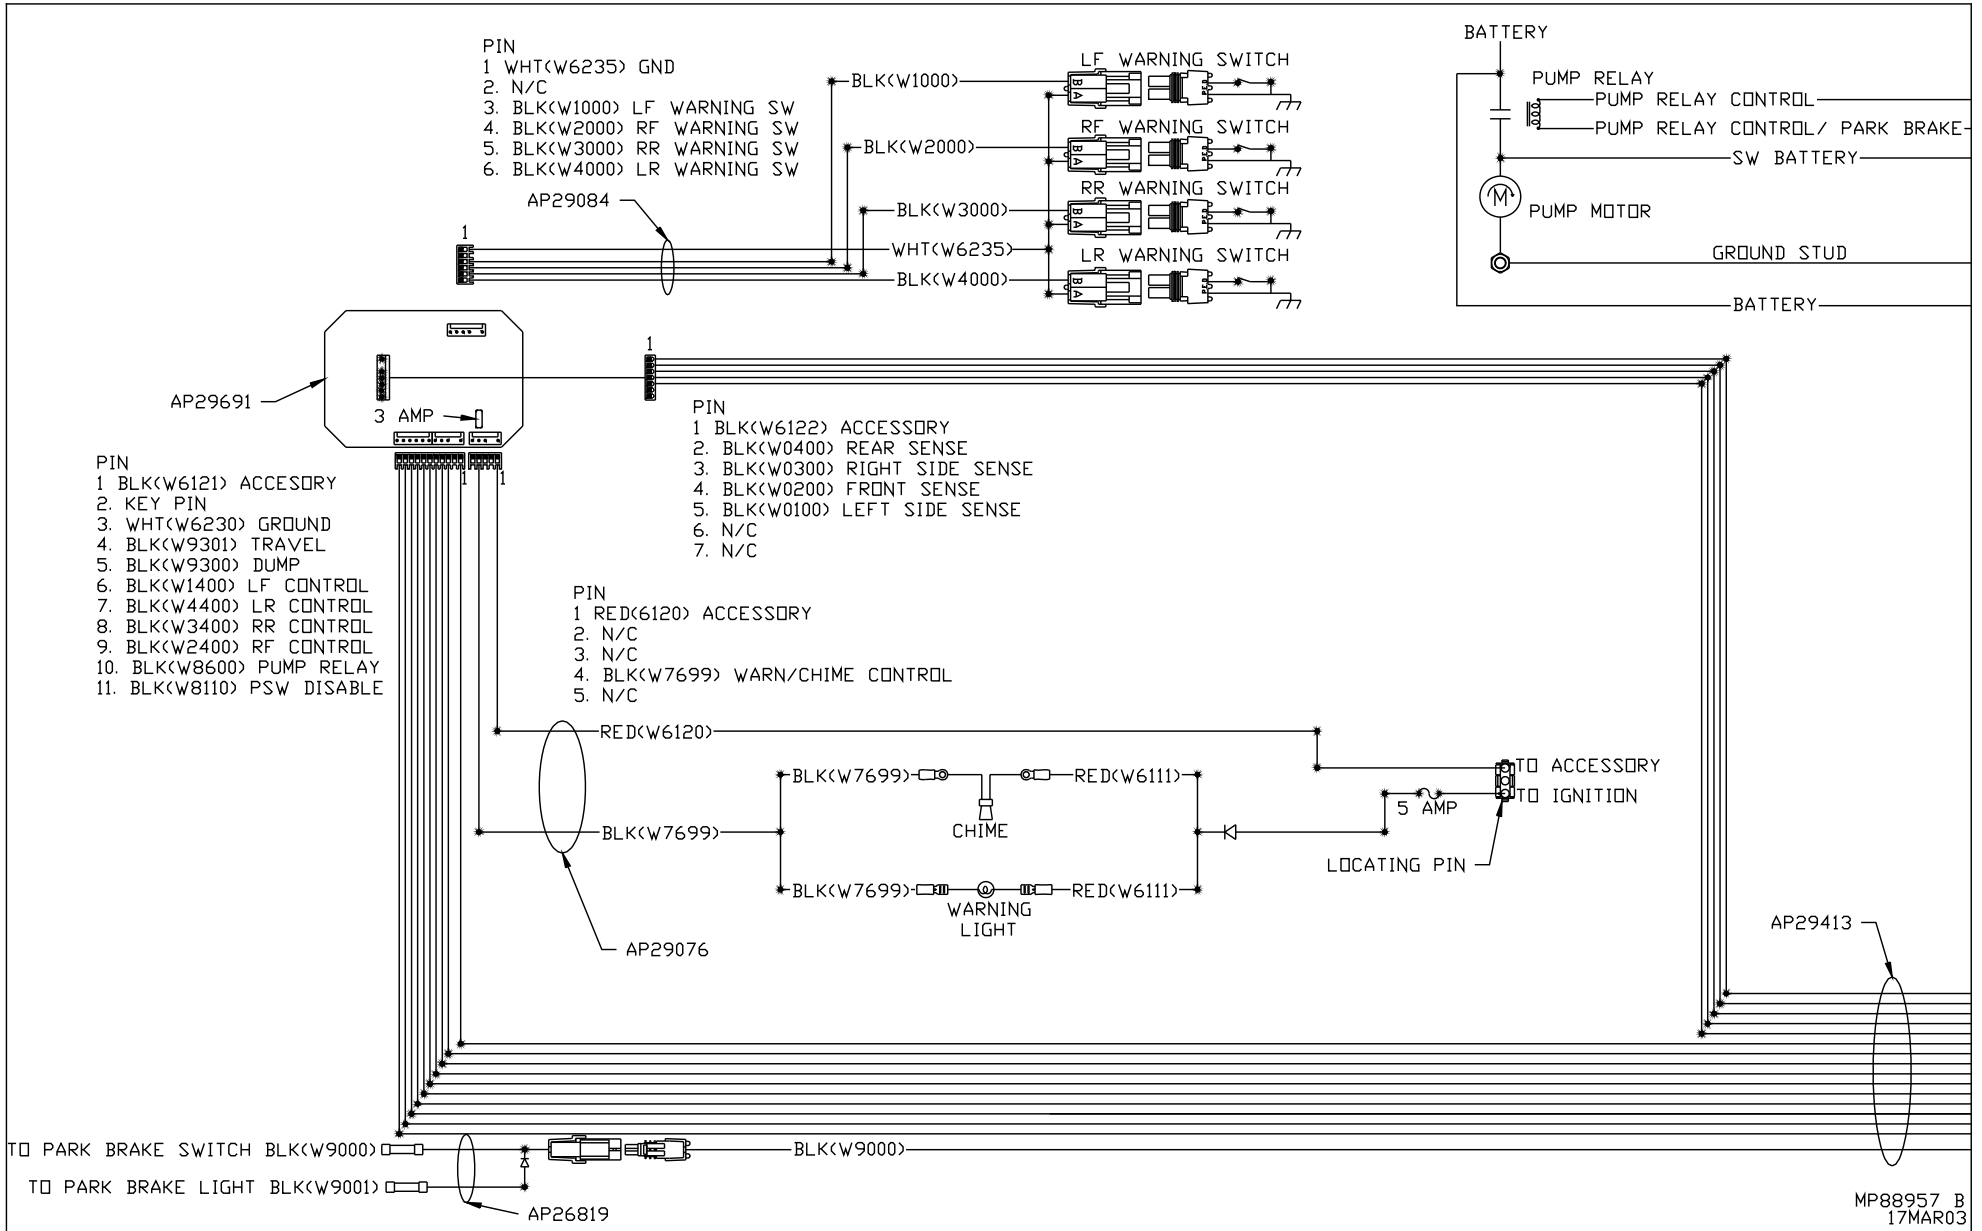 PIN
1 WHT(W6235) GND
2. N/C
3. BLK(W1000) LF WARNING SW
4. BLK(W2000) RF WARNING SW
5. BLK(W3000) RR WARNING SW
6. BLK(W4000) LR WARNING SW
AP29084
1
BLK(W1000)
BLK(W2000)
BLK(W3000)
WHT(W6235)
BLK(W4000)
LF WARNING SWITCH
B
A
RF WARNING SWITCH
B
A
RR WARNING SWITCH
B
A
LR WARNING SWITCH
B
A
BATTERY
PUMP RELAY
PUMP RELAY CONTROL
PUMP RELAY CONTROL/ PARK BRAKE
SW BATTERY
M
PUMP MOTOR
GROUND STUD
BATTERY
AP29691
3 AMP
1
1
1
PIN
1 BLK(W6122) ACCESSORY
2. BLK(W0400) REAR SENSE
3. BLK(W0300) RIGHT SIDE SENSE
4. BLK(W0200) FRONT SENSE
5. BLK(W0100) LEFT SIDE SENSE
6. N/C
7. N/C
PIN
1 BLK(W6121) ACCESORY
2. KEY PIN
3. WHT(W6230) GROUND
4. BLK(W9301) TRAVEL
5. BLK(W9300) DUMP
6. BLK(W1400) LF CONTROL
7. BLK(W4400) LR CONTROL
8. BLK(W3400) RR CONTROL
9. BLK(W2400) RF CONTROL
10. BLK(W8600) PUMP RELAY
11. BLK(W8110) PSW DISABLE
PIN
1 RED(6120) ACCESSORY
2. N/C
3. N/C
4. BLK(W7699) WARN/CHIME CONTROL
5. N/C
RED(W6120)
BLK(W7699)
BLK(W7699)
CHIME
RED(W6111)
BLK(W7699)
WARNING
LIGHT
RED(W6111)
TO ACCESSORY
TO IGNITION
5 AMP
LOCATING PIN
AP29076
AP29413
TO PARK BRAKE SWITCH BLK(W9000)
BLK(W9000)
TO PARK BRAKE LIGHT BLK(W9001)
AP26819
MP88957 B
17MAR03